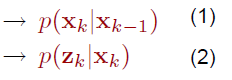 → p(x_k|x_{k−1}) (1)
→ p(z_k|x_k) (2)